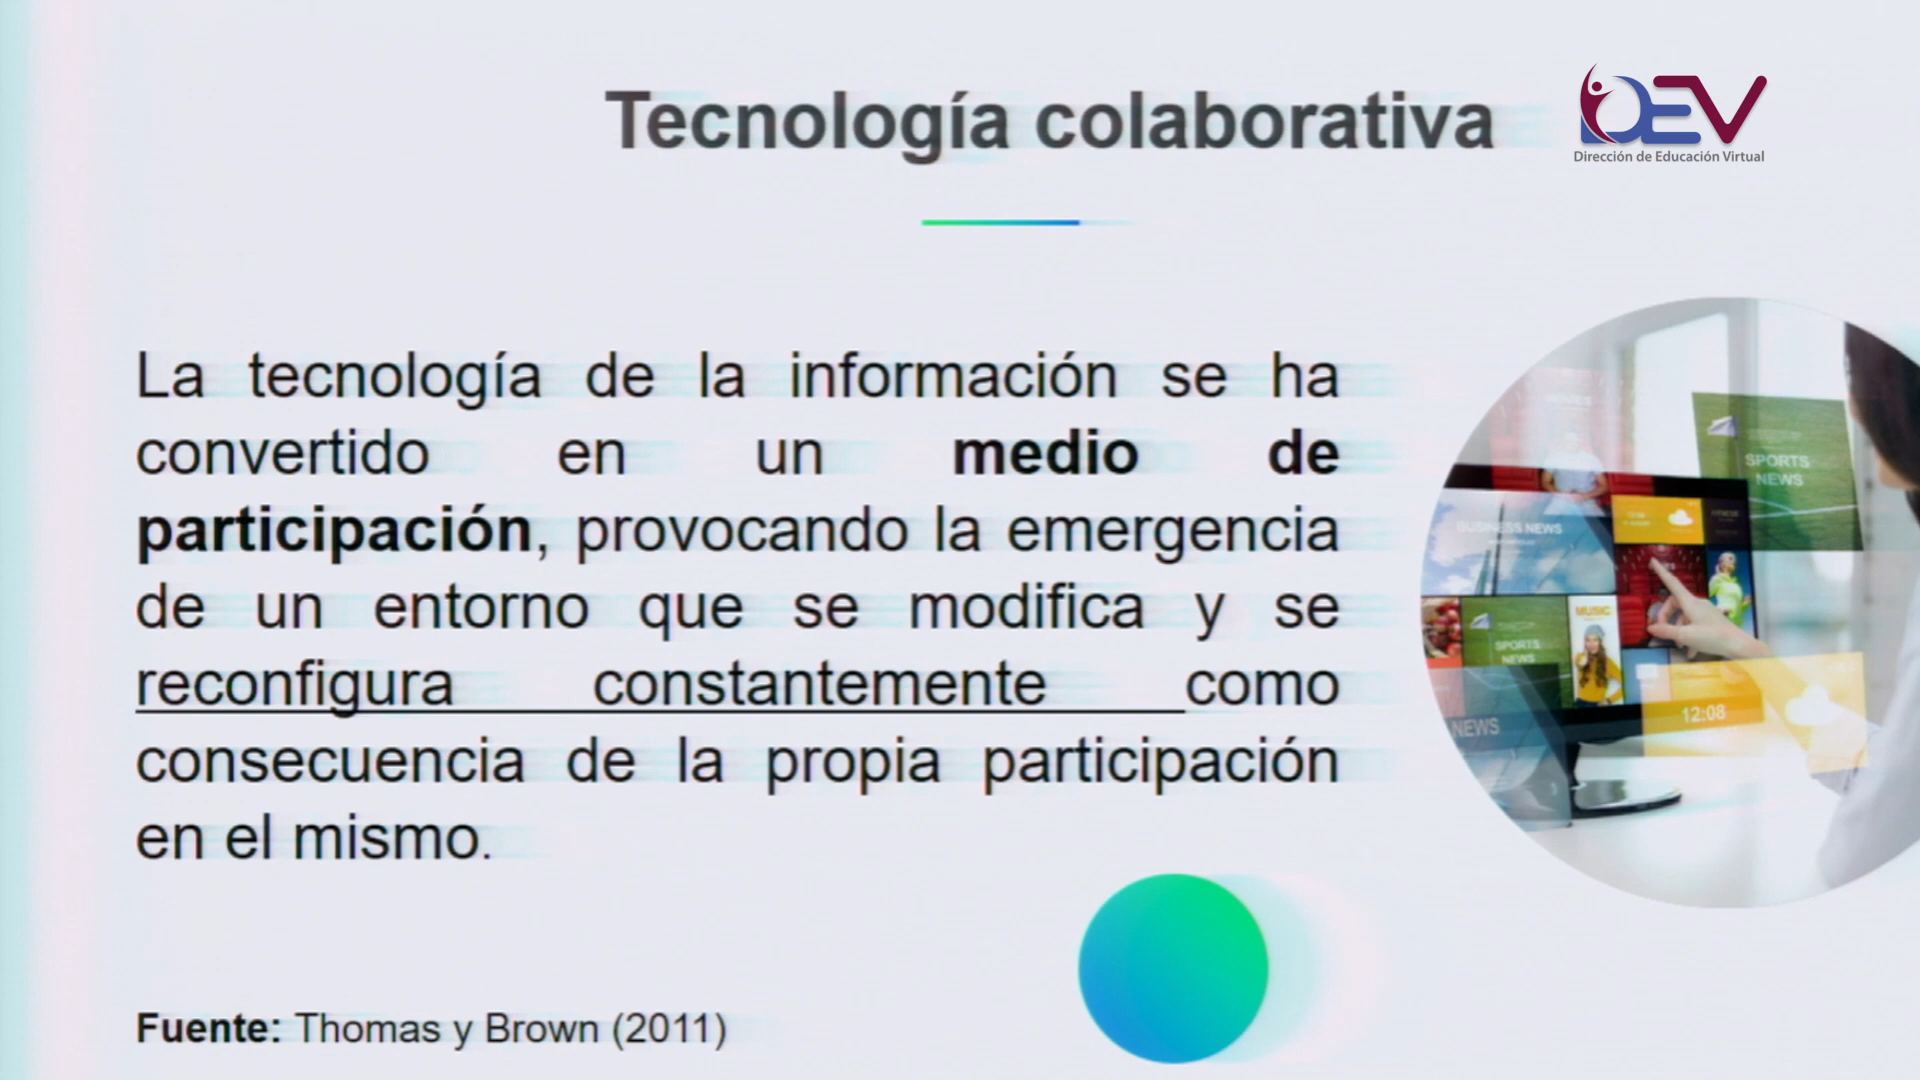 Tecnología colaborativa
DEV
Dirección de Educación Virtual
La tecnología de la información se ha
convertido en un medio de
participación, provocando la emergencia
de un entorno que se modifica y se
reconfigura constantemente como
consecuencia de la propia participación
en el mismo.
SPORTS
NEWS
BUSINESS NEWS
MUSIC
SPORTS
NEWS
NEWS
12:08
Fuente: Thomas y Brown (2011)